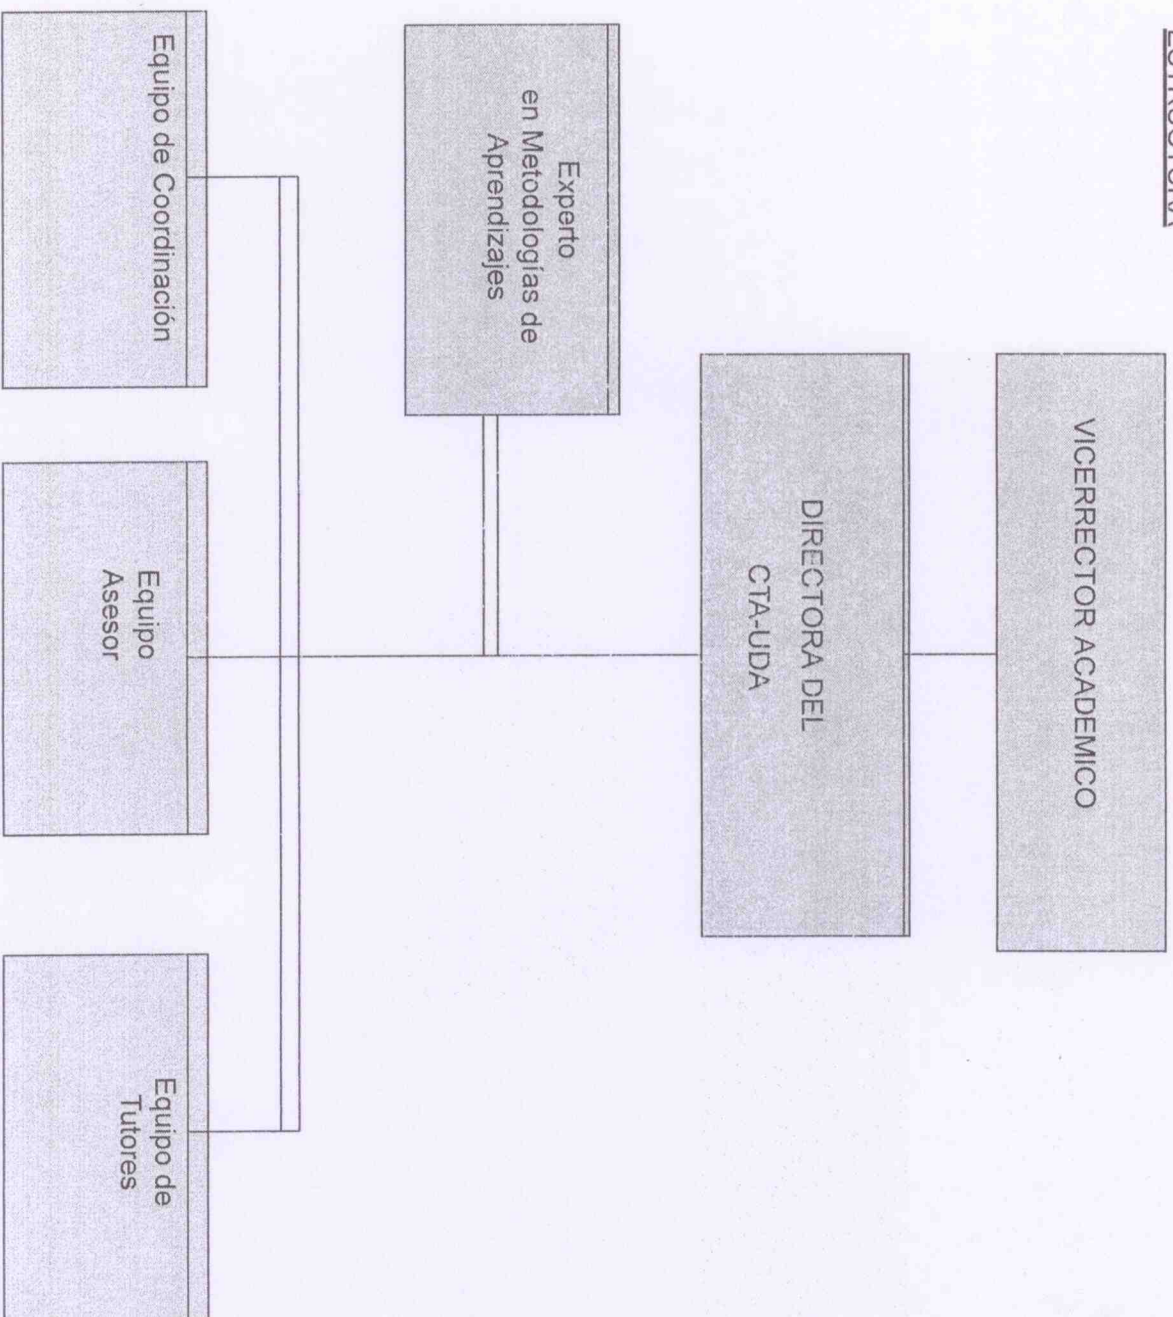 ESTRUCTURA
VICERRECTOR ACADEMICO
DIRECTORA DEL
CTA-UDA
Experto
en Metodologías de
Aprendizajes
Equipo de Coordinación
Equipo
Asesor
Equipo de
Tutores